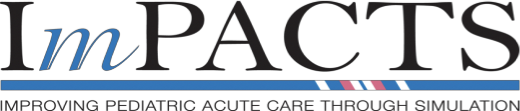 ImPACTS
IMPROVING PEDIATRIC ACUTE CARE THROUGH SIMULATION